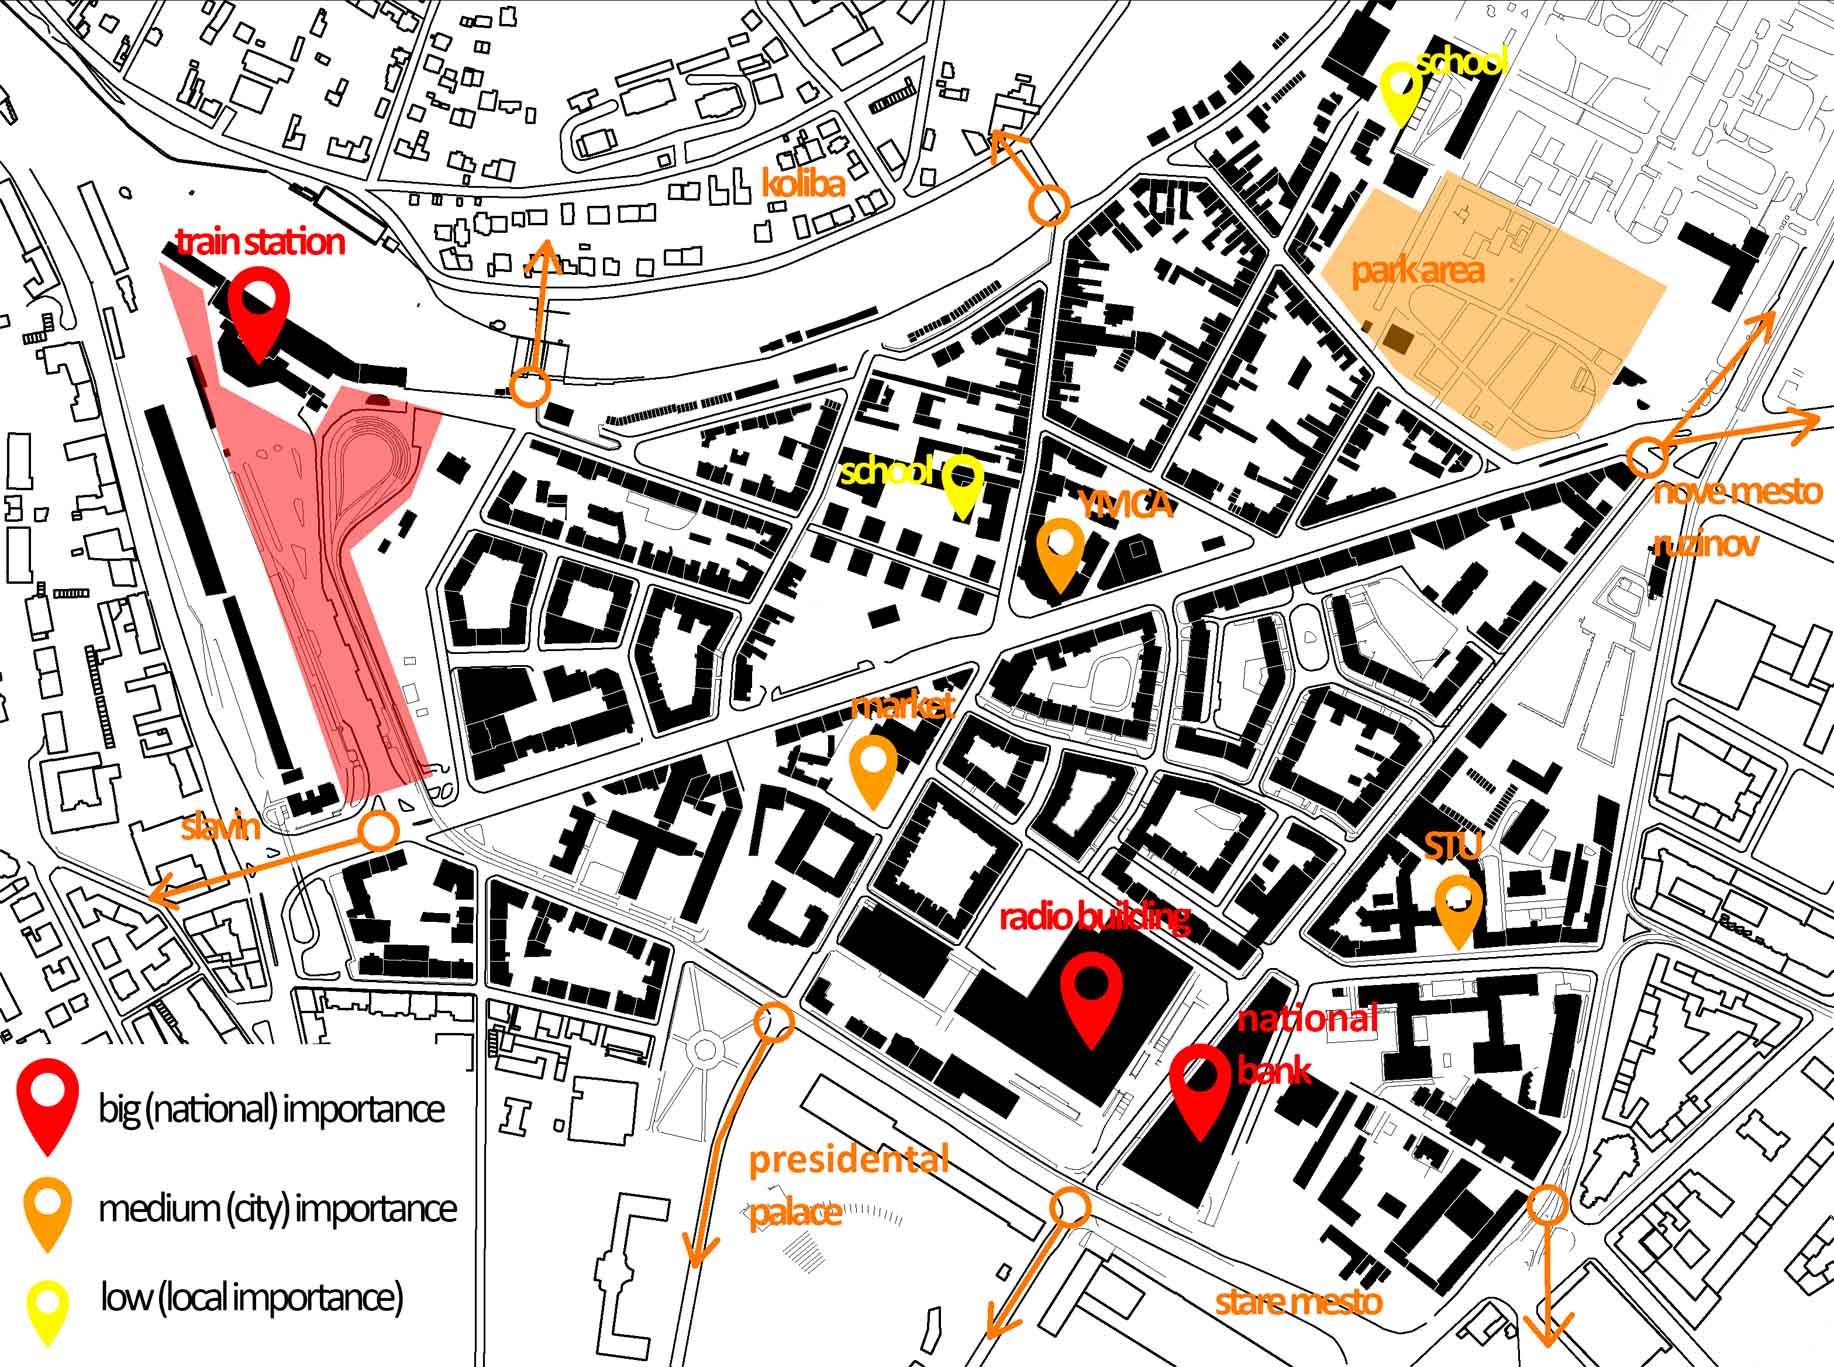 school
koliba
train station
park area
school
YMCA
nove mesto
ruzinov
market
slavin
STU
radio building
national
bank
big (national) importance
presidental
palace
medium (city) importance
stare mesto
low (local importance)